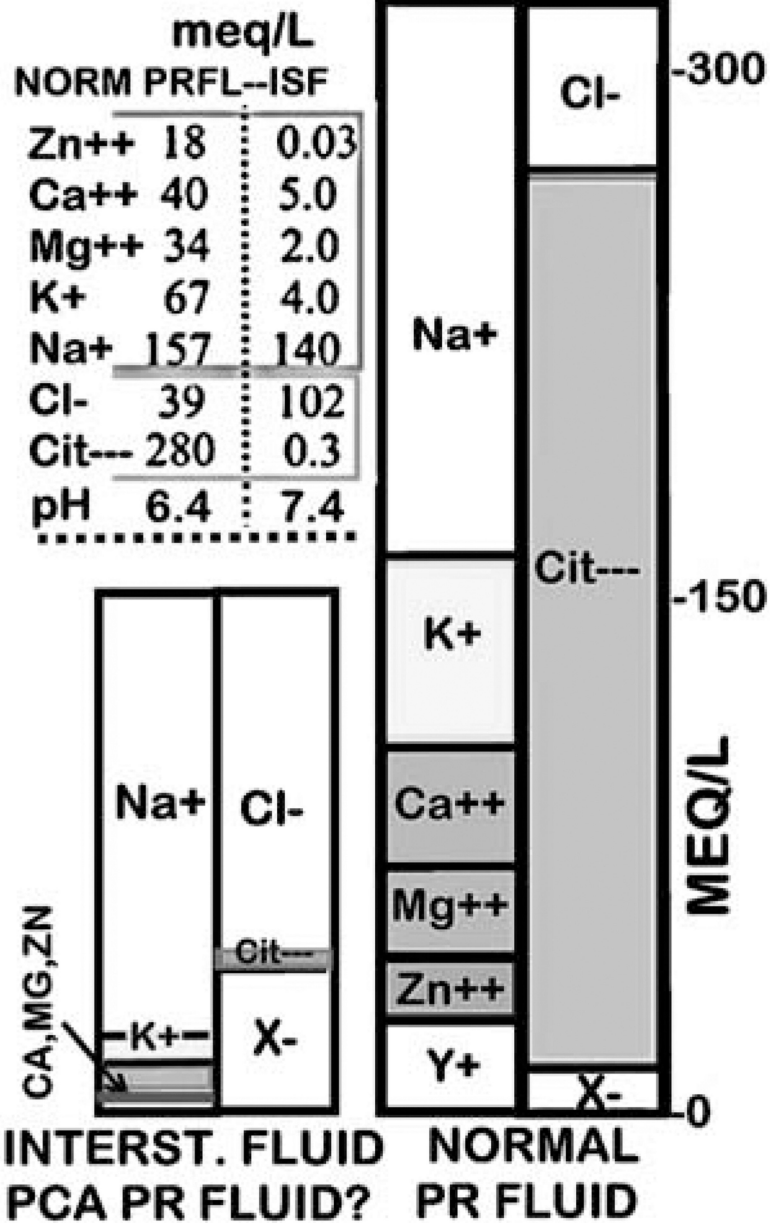 meq/L
NORM PRFL--ISF
Zn++ 18 0.03
Ca++ 40 5.0
Mg++ 34 2.0
K+ 67 4.0
Na+ 157 140
Cl- 39 102
Cit--- 280 0.3
pH 6.4 7.4
Na+
Cl-
Cit---
K+
X-
CA,MG,ZN
INTERST. FLUID
PCA PR FLUID?
Cl-
Na+
Cit---
K+
Ca++
Mg++
Zn++
Y+
X-
-300
-150
-0
MEQ/L
NORMAL
PR FLUID